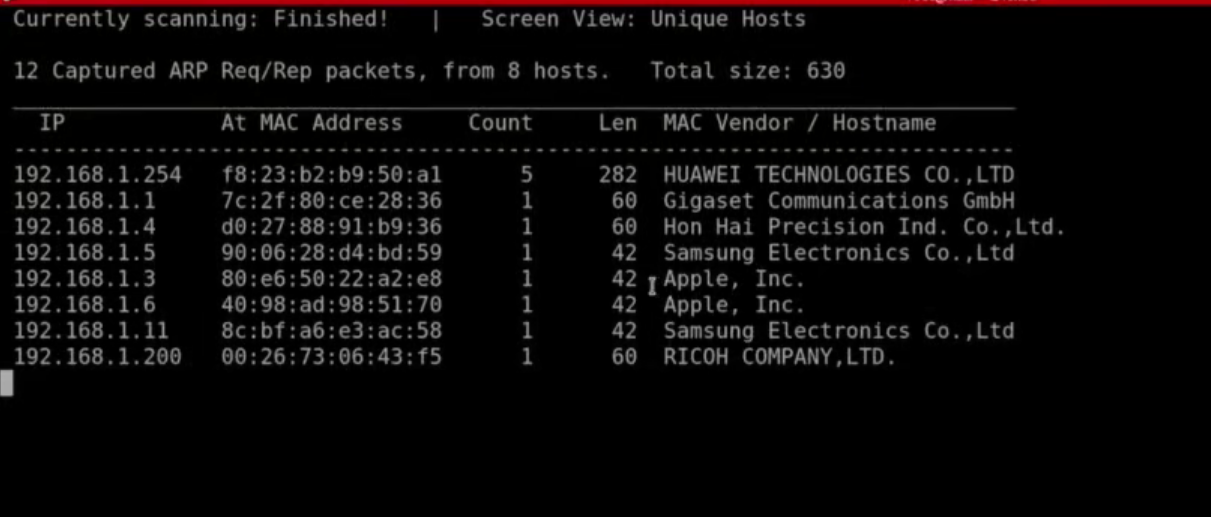 Currently scanning: Finished!   |   Screen View: Unique Hosts
12 Captured ARP Req/Rep packets, from 8 hosts.   Total size: 630
IP            At MAC Address     Count     Len  MAC Vendor / Hostname
192.168.1.254   f8:23:b2:b9:50:a1      5     282  HUAWEI TECHNOLOGIES CO.,LTD
192.168.1.1     7c:2f:80:ce:28:36      1      60  Gigaset Communications GmbH
192.168.1.4     d0:27:88:91:b9:36      1      60  Hon Hai Precision Ind. Co.,Ltd.
192.168.1.5     90:06:28:d4:bd:59      1      42  Samsung Electronics Co.,Ltd
192.168.1.3     80:e6:50:22:a2:e8      1      42  Apple, Inc.
192.168.1.6     40:98:ad:98:51:70      1      42  Apple, Inc.
192.168.1.11    8c:bf:a6:e3:ac:58      1      42  Samsung Electronics Co.,Ltd
192.168.1.200   00:26:73:06:43:f5      1      60  RICOH COMPANY,LTD.